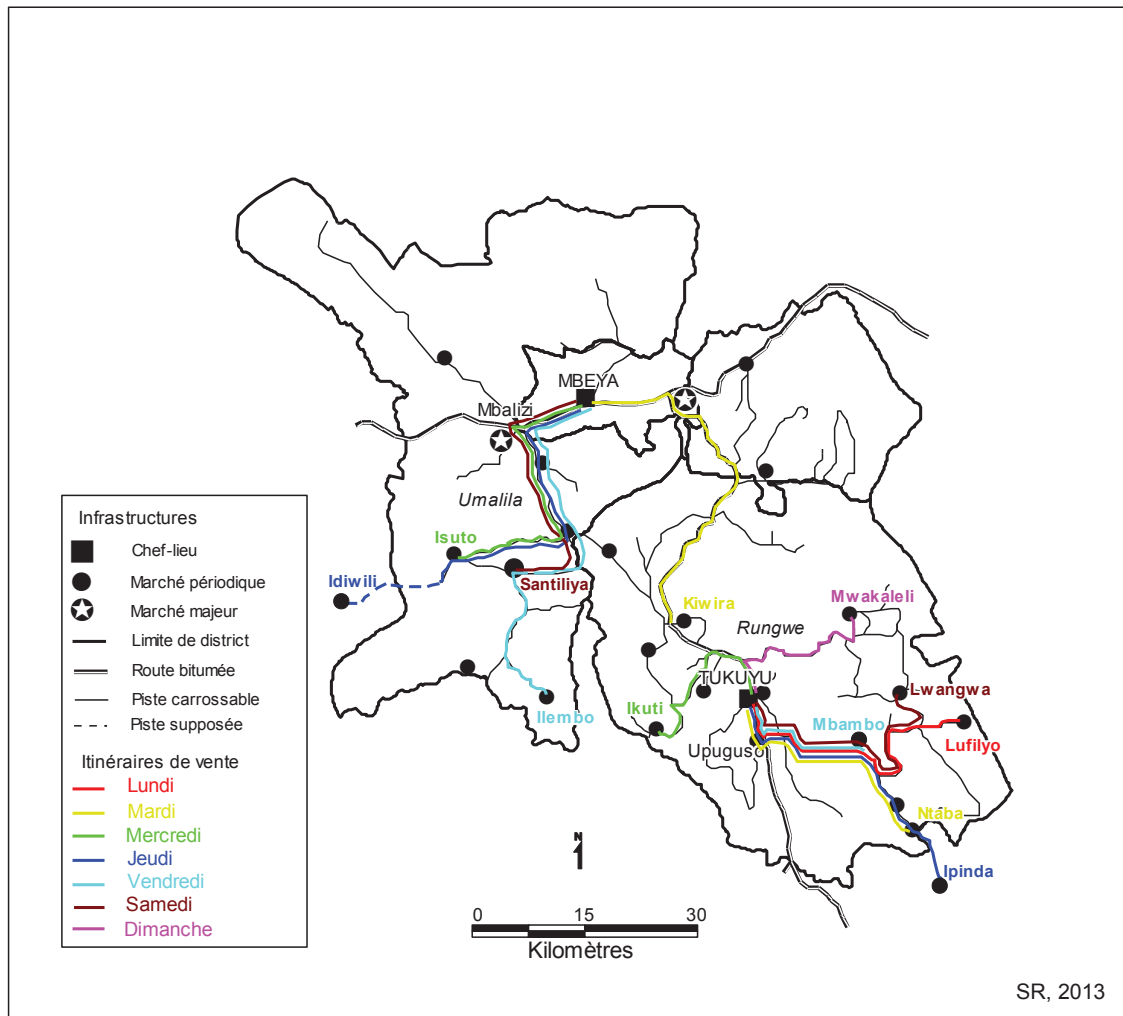 MBEYA
Mbalizi
Umalila
Isuto
Idiwili
Santiliya
Ilembo
Kiwira
Mwakaleli
Rungwe
TUKUYU
Ikuti
Lwangwa
Mbambo
Lufilyo
Upuguso
Ntaba
Ipinda
Infrastructures
Chef-lieu
Marché périodique
Marché majeur
Limite de district
Route bitumée
Piste carrossable
Piste supposée
Itinéraires de vente
Lundi
Mardi
Mercredi
Jeudi
Vendredi
Samedi
Dimanche
N
0 15 30
Kilomètres
SR, 2013